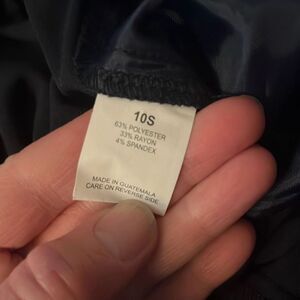 10S
63% POLYESTER
33% RAYON
4% SPANDEX
MADE IN GUATEMALA
CARE ON REVERSE SIDE